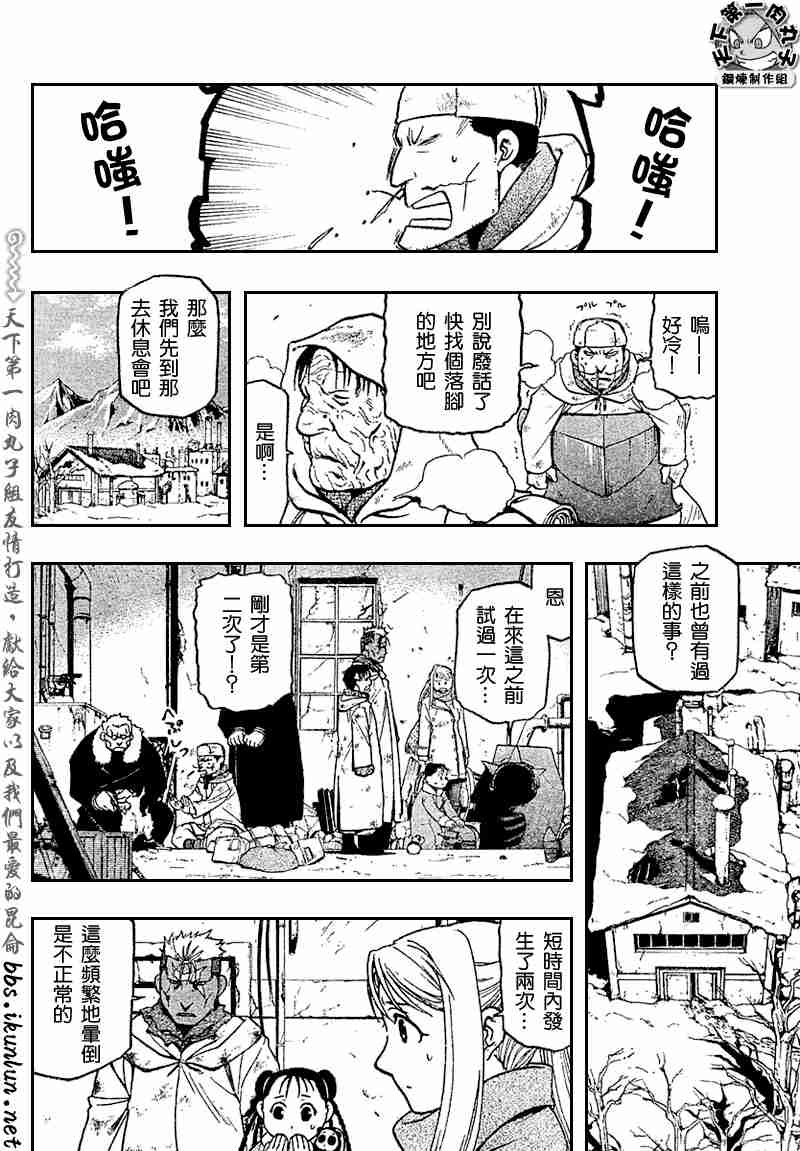 天下第一肉丸子
鋼煉制作組
哈
嗤！
哈
嗤！
嗚——
好冷！
プル プル
別說廢話了
快找個落腳
的地方吧
是啊…
那麼
我們先到那
去休息會吧
之前也曾有過
這樣的事？
恩
在來這之前
試過一次…
剛才是第
二次了！？
短時間內發
生了兩次…
這麼頻繁地暈倒
是不正常的
天下第一肉丸子組友情打造，獻給大家以及我們最愛的昆侖 bbs.ikunlun.net